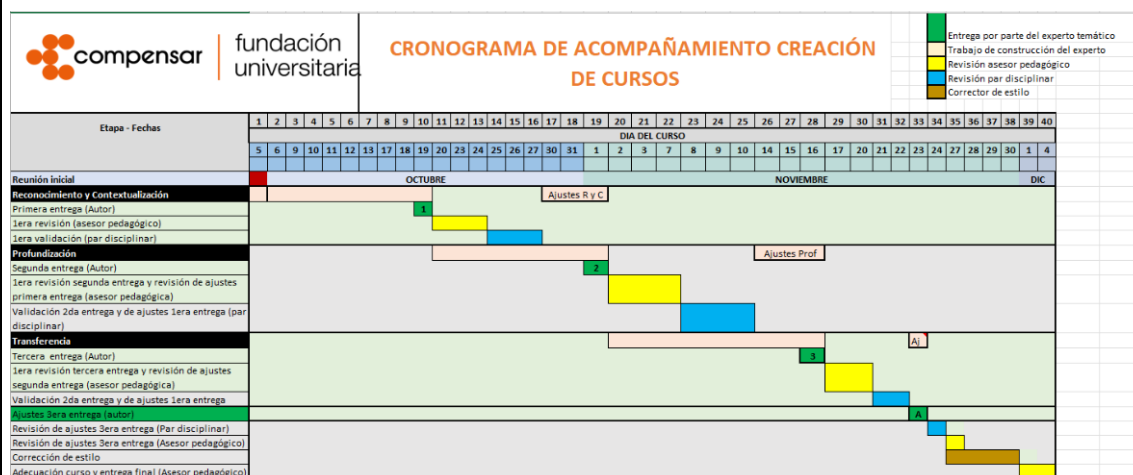 compensar
fundación
universitaria
CRONOGRAMA DE ACOMPAÑAMIENTO CREACIÓN
DE CURSOS
Entrega por parte del experto temático
Trabajo de construcción del experto
Revisión asesor pedagógico
Revisión par disciplinar
Corrector de estilo
Etapa - Fechas
1 2 3 4 5 6 7 8 9 10 11 12 13 14 15 16 17 18 19 20 21 22 23 24 25 26 27 28 29 30 31 32 33 34 35 36 37 38 39 40
DIA DEL CURSO
5 6 9 10 11 12 13 17 18 19 20 23 24 25 26 27 30 31 1 2 3 7 8 9 10 14 15 16 17 20 21 22 23 24 27 28 29 30 1 4
Reunión inicial
OCTUBRE NOVIEMBRE DIC
Reconocimiento y Contextualización
Ajustes R y C
Primera entrega (Autor)
1
1era revisión (asesor pedagógico)
1era validación (par disciplinar)
Profundización
Ajustes Prof
Segunda entrega (Autor)
2
1era revisión segunda entrega y revisión de ajustes
primera entrega (asesor pedagógica)
Validación 2da entrega y de ajustes 1era entrega (par
disciplinar)
Transferencia
Aj
Tercera entrega (Autor)
3
1era revisión tercera entrega y revisión de ajustes
segunda entrega (asesor pedagógica)
Validación 2da entrega y de ajustes 1era entrega
Ajustes 3era entrega (autor)
A
Revisión de ajustes 3era entrega (Par disciplinar)
Revisión de ajustes 3era entrega (Asesor pedagógico)
Corrección de estilo
Adecuación curso y entrega final (Asesor pedagógico)